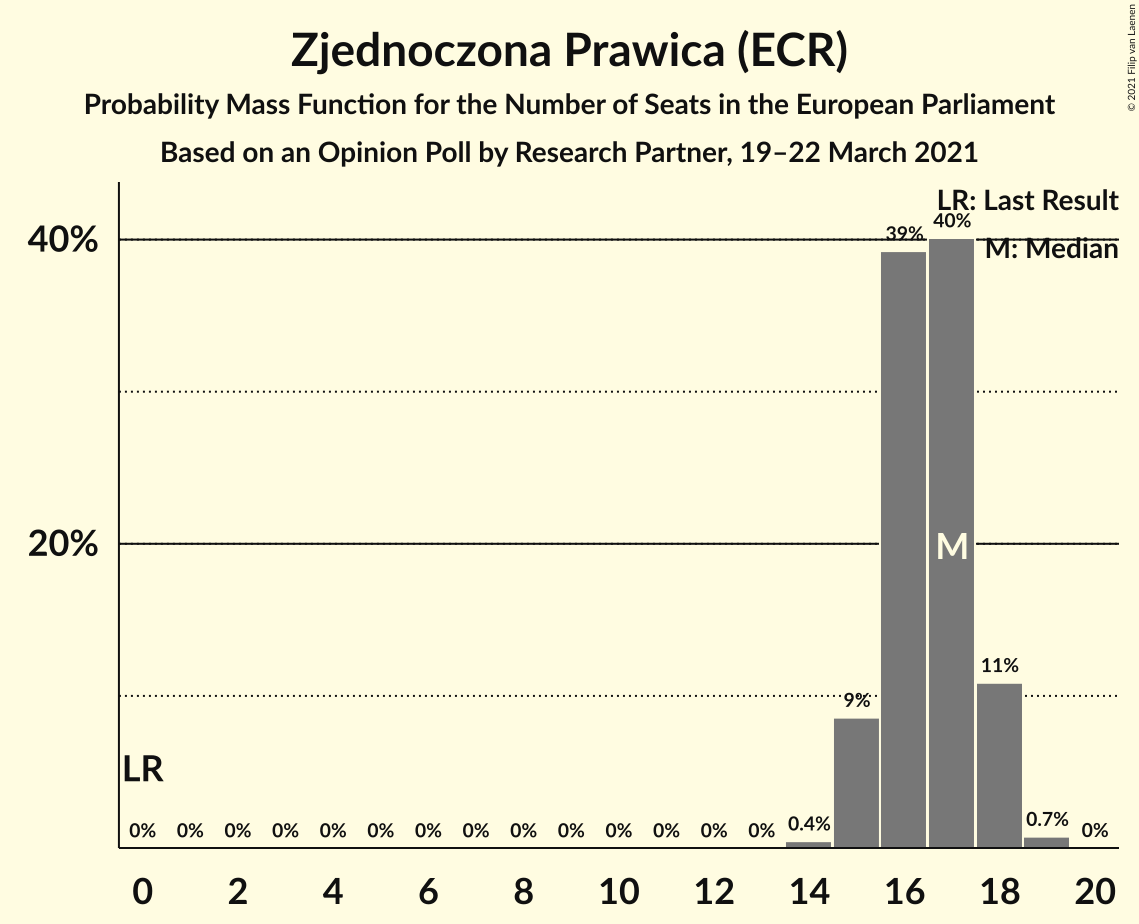 © 2021 Filip van Laenen
Zjednoczona Prawica (ECR)
Probability Mass Function for the Number of Seats in the European Parliament
Based on an Opinion Poll by Research Partner, 19–22 March 2021
LR: Last Result
M: Median
40%
20%
39%
40%
M
11%
9%
LR
0% 0% 0% 0% 0% 0% 0% 0% 0% 0% 0% 0% 0% 0% 0.4% 0.7% 0%
0 2 4 6 8 10 12 14 16 18 20